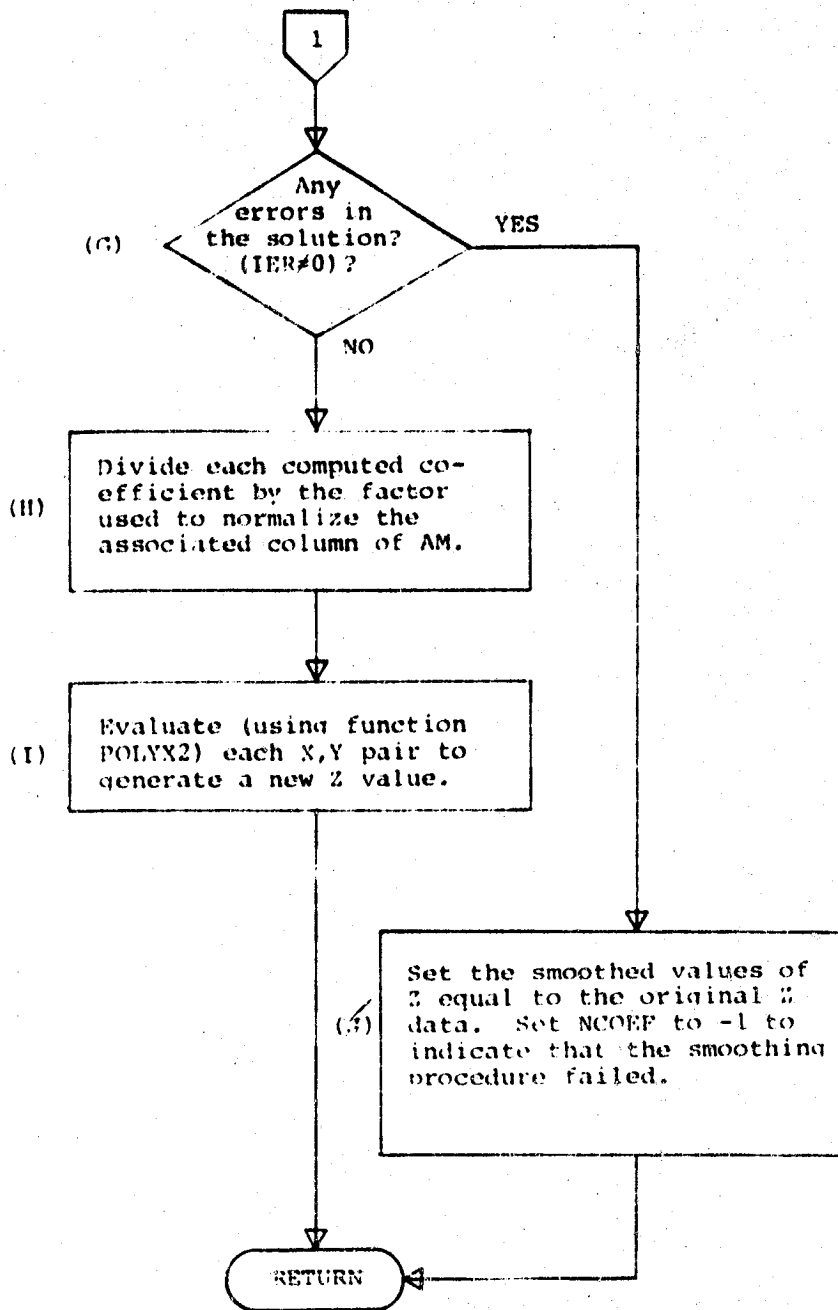 1
Any
errors in
the solution?
(IER≠0)?
(G)
YES
NO
(H)
Divide each computed co-
efficient by the factor
used to normalize the
associated column of AM.
(I)
Evaluate (using function
POLYX2) each X,Y pair to
generate a new Z value.
(J)
Set the smoothed values of
Z equal to the original Z
data. Set NCOEF to -1 to
indicate that the smoothing
procedure failed.
RETURN